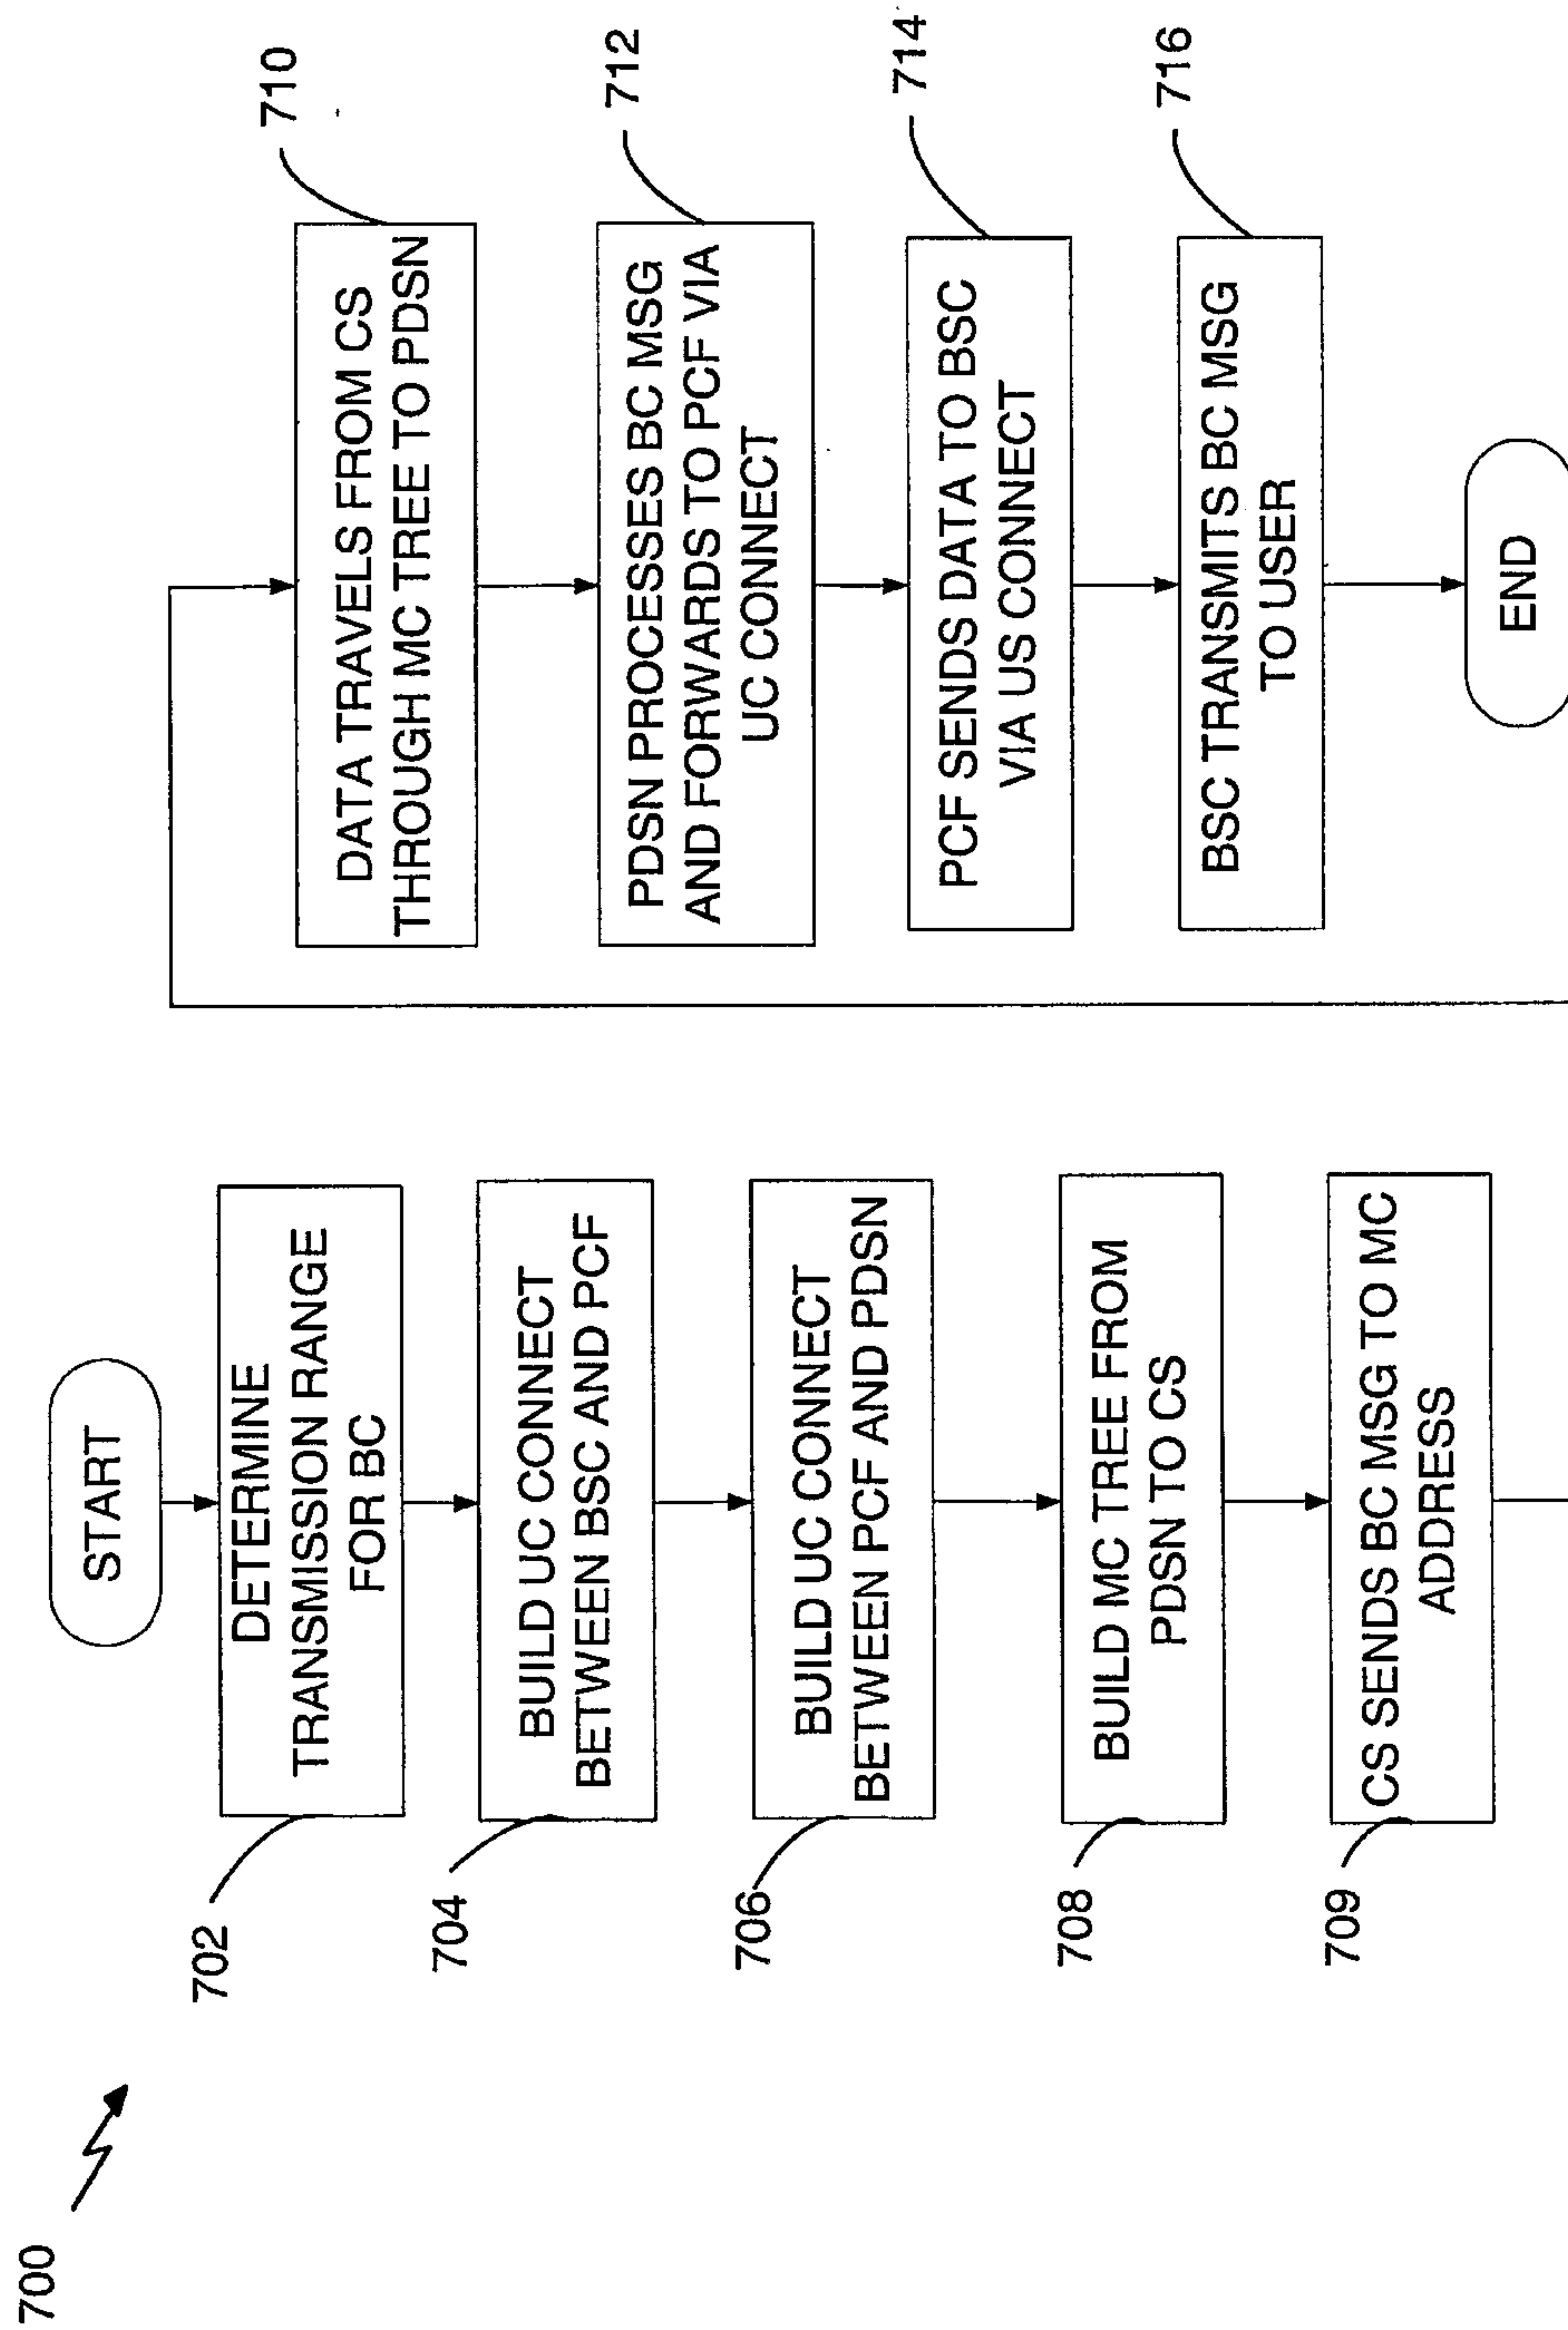 700
START
702
DETERMINE
TRANSMISSION RANGE
FOR BC
704
BUILD UC CONNECT
BETWEEN BSC AND PCF
706
BUILD UC CONNECT
BETWEEN PCF AND PDSN
708
BUILD MC TREE FROM
PDSN TO CS
709
CS SENDS BC MSG TO MC
ADDRESS
710
DATA TRAVELS FROM CS
THROUGH MC TREE TO PDSN
712
PDSN PROCESSES BC MSG
AND FORWARDS TO PCF VIA
UC CONNECT
714
PCF SENDS DATA TO BSC
VIA US CONNECT
716
BSC TRANSMITS BC MSG
TO USER
END